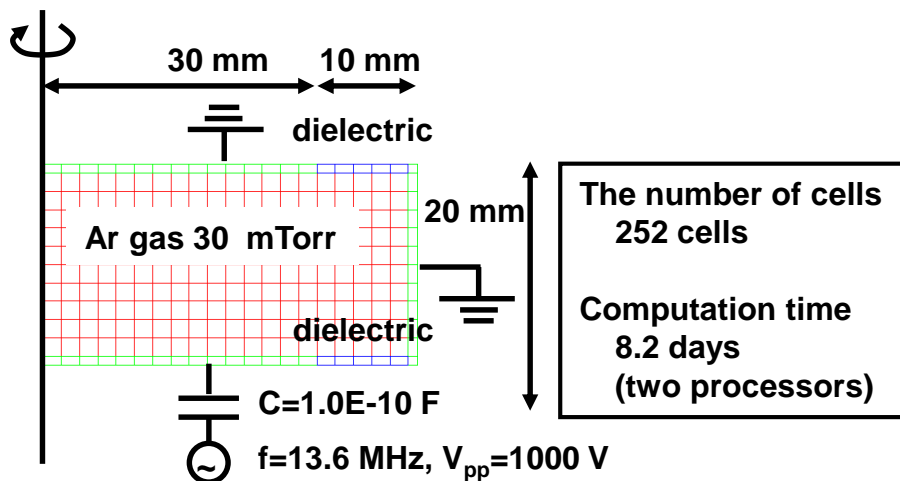 30 mm
10 mm
dielectric
20 mm
Ar gas 30 mTorr
dielectric
C=1.0E-10 F
~
f=13.6 MHz, Vpp=1000 V
The number of cells
252 cells
Computation time
8.2 days
(two processors)